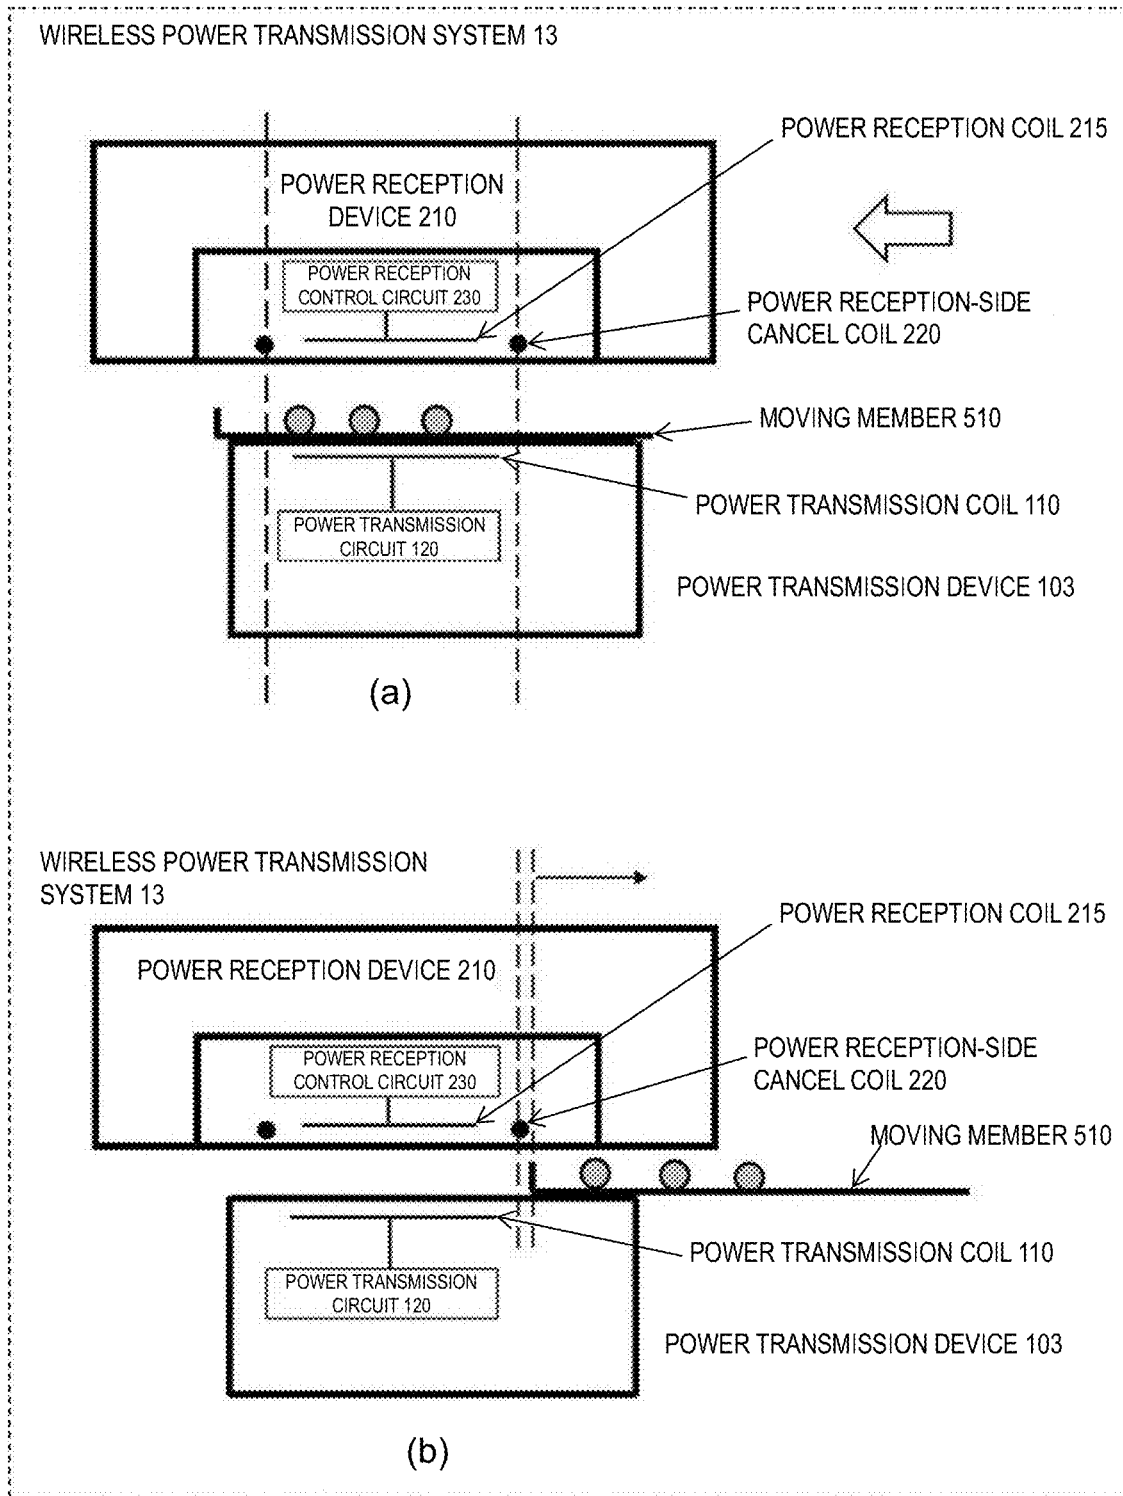 WIRELESS POWER TRANSMISSION SYSTEM 13
POWER RECEPTION COIL 215
POWER RECEPTION
DEVICE 210
POWER RECEPTION
CONTROL CIRCUIT 230
POWER RECEPTION-SIDE
CANCEL COIL 220
MOVING MEMBER 510
POWER TRANSMISSION COIL 110
POWER TRANSMISSION
CIRCUIT 120
POWER TRANSMISSION DEVICE 103
(a)
WIRELESS POWER TRANSMISSION
SYSTEM 13
POWER RECEPTION COIL 215
POWER RECEPTION DEVICE 210
POWER RECEPTION
CONTROL CIRCUIT 230
POWER RECEPTION-SIDE
CANCEL COIL 220
MOVING MEMBER 510
POWER TRANSMISSION COIL 110
POWER TRANSMISSION
CIRCUIT 120
POWER TRANSMISSION DEVICE 103
(b)